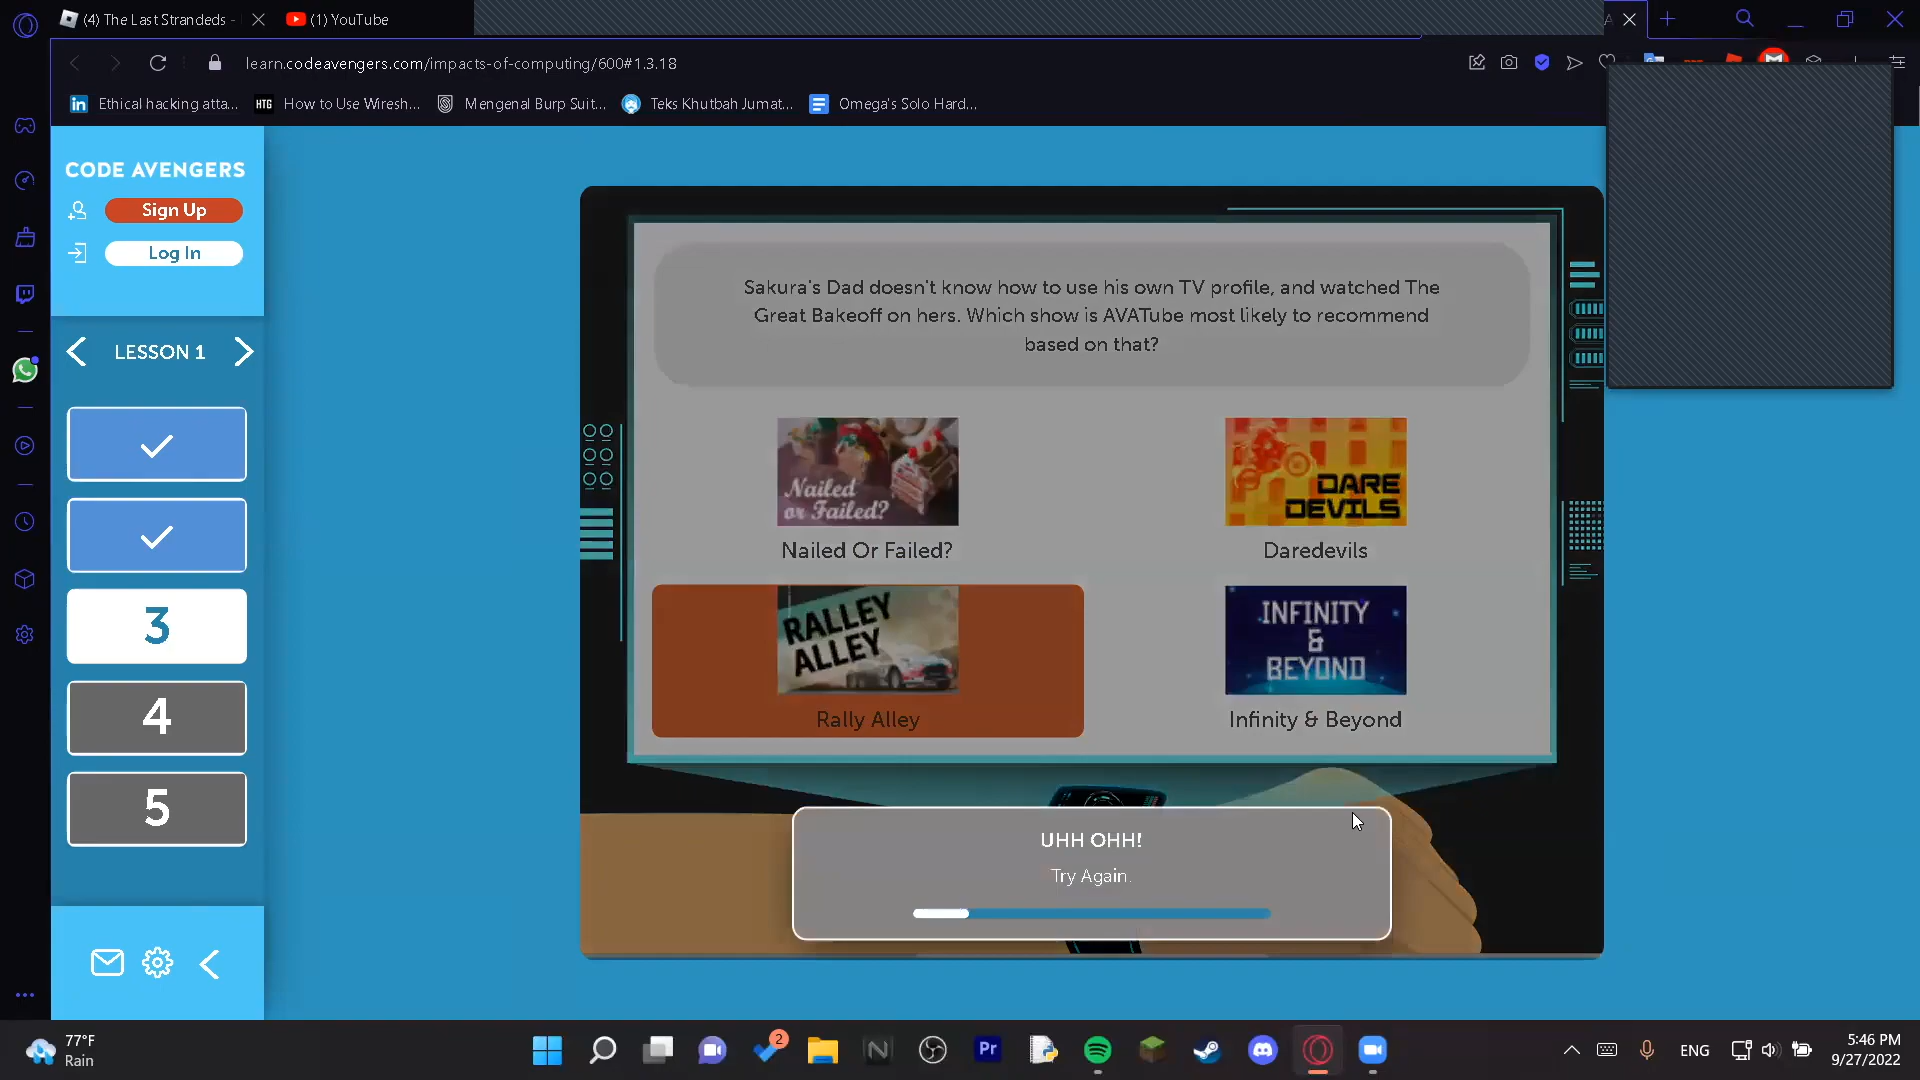 (4) The Last Strandeds -
(1) YouTube
learn.codeavengers.com/impacts-of-computing/600#1.3.18
Ethical hacking atta...
HTG
How to Use Wiresh...
Mengenal Burp Suit...
Teks Khutbah Jumat...
Omega's Solo Hard...
CODE AVENGERS
Sign Up
Log In
LESSON 1
3
4
5
Sakura's Dad doesn't know how to use his own TV profile, and watched The
Great Bakeoff on hers. Which show is AVATube most likely to recommend
based on that?
Nailed
or Failed?
Nailed Or Failed?
DARE
DEVILS
Daredevils
RALLEY
ALLEY
Rally Alley
INFINITY
&
BEYOND
Infinity & Beyond
UHH OHH!
Try Again.
77°F
Rain
2
Pr
ENG
5:46 PM
9/27/2022